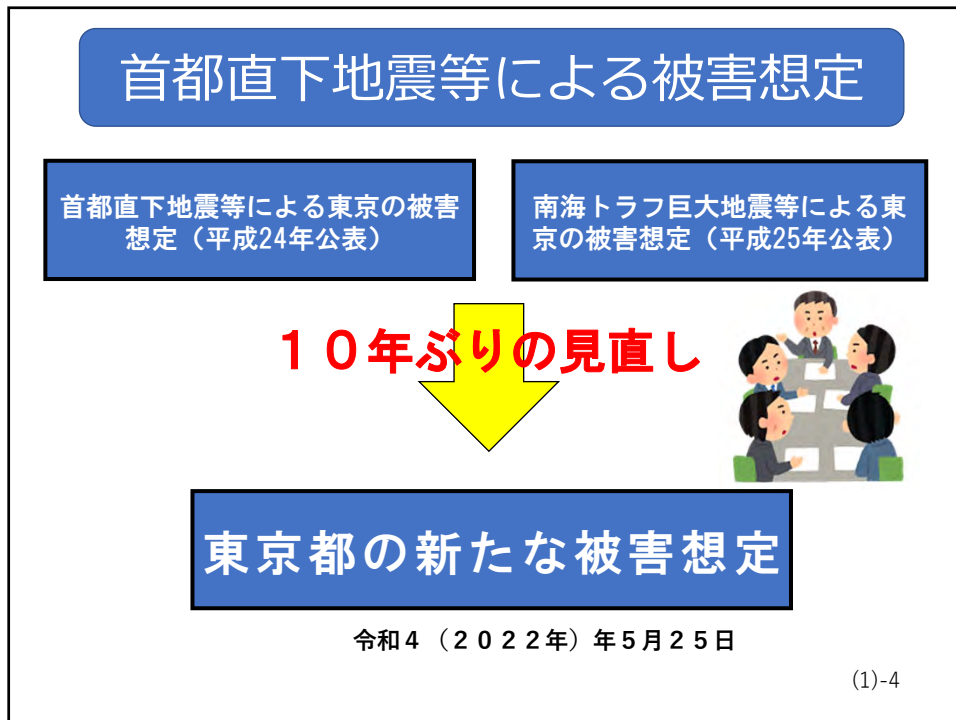 首都直下地震等による被害想定
首都直下地震等による東京の被害
想定（平成24年公表）
南海トラフ巨大地震等による東
京の被害想定（平成25年公表）
１０年ぶりの見直し
東京都の新たな被害想定
令和４（２０２２年）年５月２５日
(1)-4